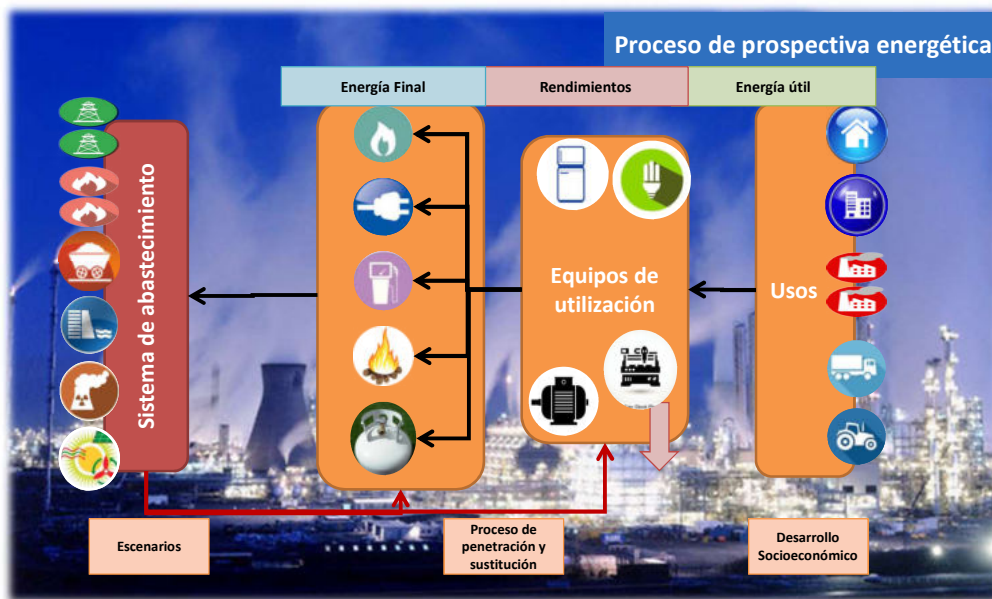 Proceso de prospectiva energética
Energía Final
Rendimientos
Energía útil
Sistema de abastecimiento
Equipos de
utilización
Usos
Escenarios
Proceso de
penetración y
sustitución
Desarrollo
Socioeconómico